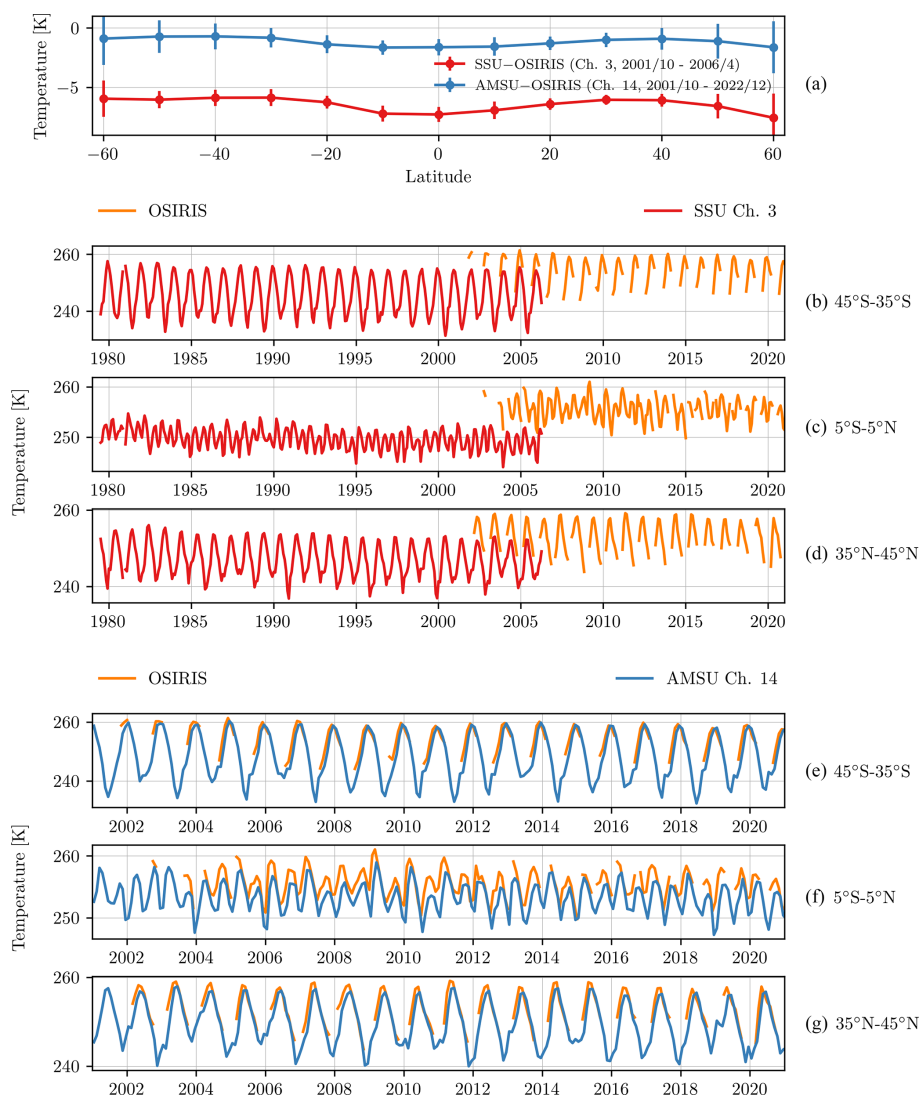 Temperature [K]
0
−5
SSU−OSIRIS (Ch. 3, 2001/10 - 2006/4)
AMSU−OSIRIS (Ch. 14, 2001/10 - 2022/12)
(a)
−60 −40 −20 0 20 40 60
Latitude
OSIRIS SSU Ch. 3
260
240
(b) 45°S-35°S
1980 1985 1990 1995 2000 2005 2010 2015 2020
Temperature [K]
260
250
(c) 5°S-5°N
1980 1985 1990 1995 2000 2005 2010 2015 2020
260
240
(d) 35°N-45°N
1980 1985 1990 1995 2000 2005 2010 2015 2020
OSIRIS AMSU Ch. 14
260
240
(e) 45°S-35°S
2002 2004 2006 2008 2010 2012 2014 2016 2018 2020
Temperature [K]
260
250
(f) 5°S-5°N
2002 2004 2006 2008 2010 2012 2014 2016 2018 2020
260
240
(g) 35°N-45°N
2002 2004 2006 2008 2010 2012 2014 2016 2018 2020